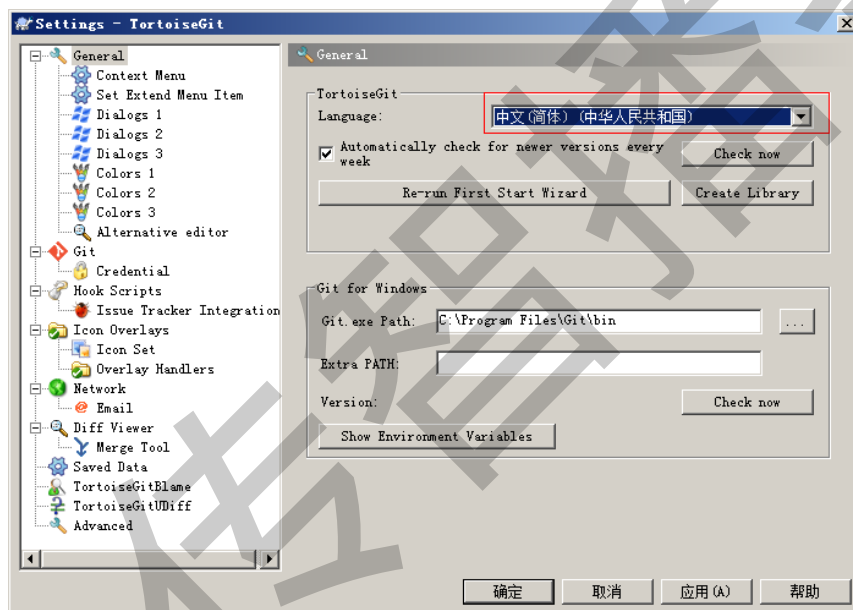 Settings - TortoiseGit
General
Context Menu
Set Extend Menu Item
Dialogs 1
Dialogs 2
Dialogs 3
Colors 1
Colors 2
Colors 3
Alternative editor
Git
Credential
Hook Scripts
Issue Tracker Integration
Icon Overlays
Icon Set
Overlay Handlers
Network
Email
Diff Viewer
Merge Tool
Saved Data
TortoiseGitBlame
TortoiseGitUDiff
Advanced
General
TortoiseGit
Language:
中文(简体) (中华人民共和国)
Automatically check for newer versions every
week
Check now
Re-run First Start Wizard
Create Library
Git for Windows
Git.exe Path:
C:\Program Files\Git\bin
...
Extra PATH:
Version:
Check now
Show Environment Variables
确定
取消
应用(A)
帮助
传智播